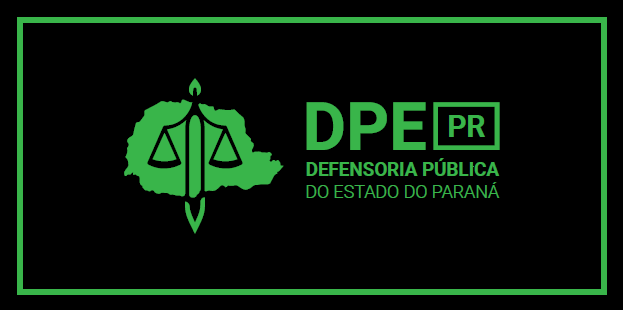 DPE PR
DEFENSORIA PÚBLICA
DO ESTADO DO PARANÁ